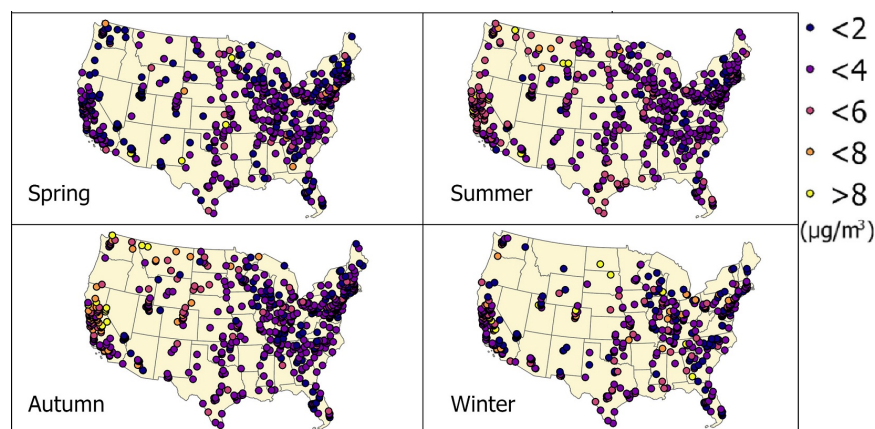 Spring
Summer
Autumn
Winter
<2
<4
<6
<8
>8
(µg/m³)